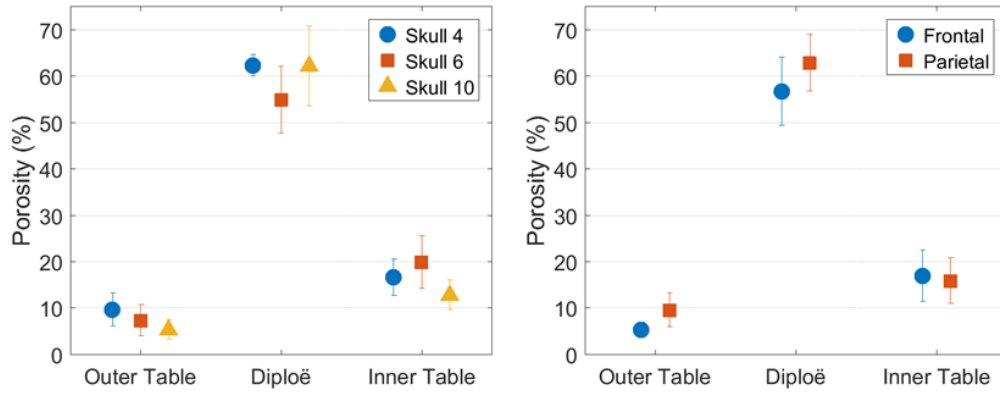 Porosity (%)
70
60
50
40
30
20
10
0
Outer Table
Diploë
Inner Table
Skull 4
Skull 6
Skull 10
Porosity (%)
70
60
50
40
30
20
10
0
Outer Table
Diploë
Inner Table
Frontal
Parietal